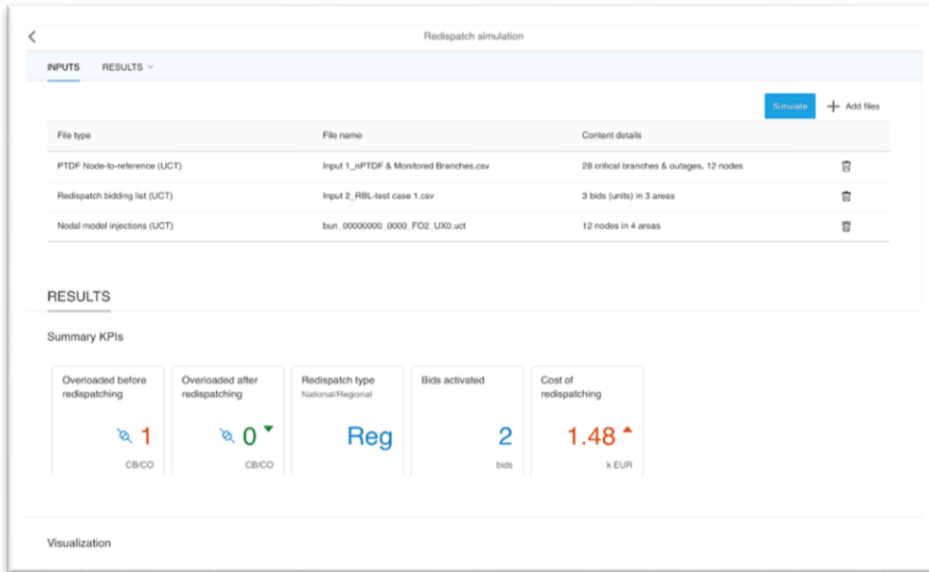 Redispatch simulation
INPUTS RESULTS
Simulate + Add files
File type File name Content details
PTDF Node-to-reference (UCT) Input 1_nPTDF & Monitored Branches.csv 28 critical branches & outages, 12 nodes
Redispatch bidding list (UCT) Input 2_RBL-test case 1.csv 3 bids (units) in 3 areas
Nodal model injections (UCT) bun_00000000_0000_FO2_UX0.uct 12 nodes in 4 areas
RESULTS
Summary KPIs
Overloaded before Overloaded after Redispatch type Bids activated Cost of
redispatching redispatching National/Regional redispatching
1 0 Reg 2 1.48
CB/CO CB/CO bids k EUR
Visualization